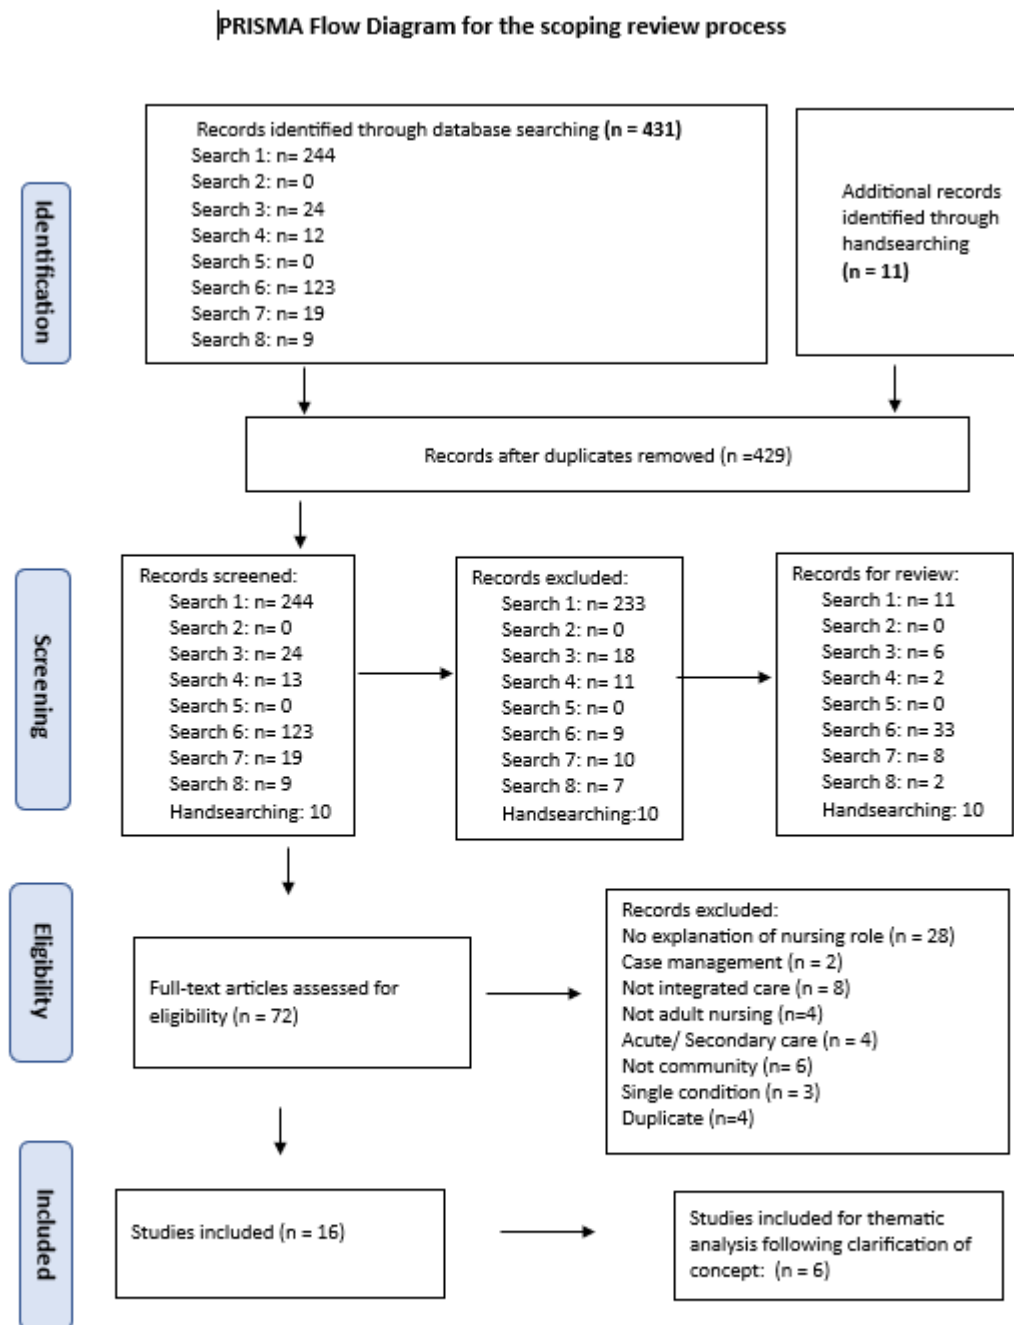 PRISMA Flow Diagram for the scoping review process
Identification
Records identified through database searching (n = 431)
Search 1: n= 244
Search 2: n= 0
Search 3: n= 24
Search 4: n= 12
Search 5: n= 0
Search 6: n= 123
Search 7: n= 19
Search 8: n= 9
Additional records
identified through
handsearching
(n = 11)
Records after duplicates removed (n =429)
Screening
Records screened:
Search 1: n= 244
Search 2: n= 0
Search 3: n= 24
Search 4: n= 13
Search 5: n= 0
Search 6: n= 123
Search 7: n= 19
Search 8: n= 9
Handsearching: 10
Records excluded:
Search 1: n= 233
Search 2: n= 0
Search 3: n= 18
Search 4: n= 11
Search 5: n= 0
Search 6: n= 9
Search 7: n= 10
Search 8: n= 7
Handsearching:10
Records for review:
Search 1: n= 11
Search 2: n= 0
Search 3: n= 6
Search 4: n= 2
Search 5: n= 0
Search 6: n= 33
Search 7: n= 8
Search 8: n= 2
Handsearching: 10
Eligibility
Full-text articles assessed for
eligibility (n = 72)
Records excluded:
No explanation of nursing role (n = 28)
Case management (n = 2)
Not integrated care (n = 8)
Not adult nursing (n=4)
Acute/ Secondary care (n = 4)
Not community (n= 6)
Single condition (n = 3)
Duplicate (n=4)
Included
Studies included (n = 16)
Studies included for thematic
analysis following clarification of
concept: (n = 6)